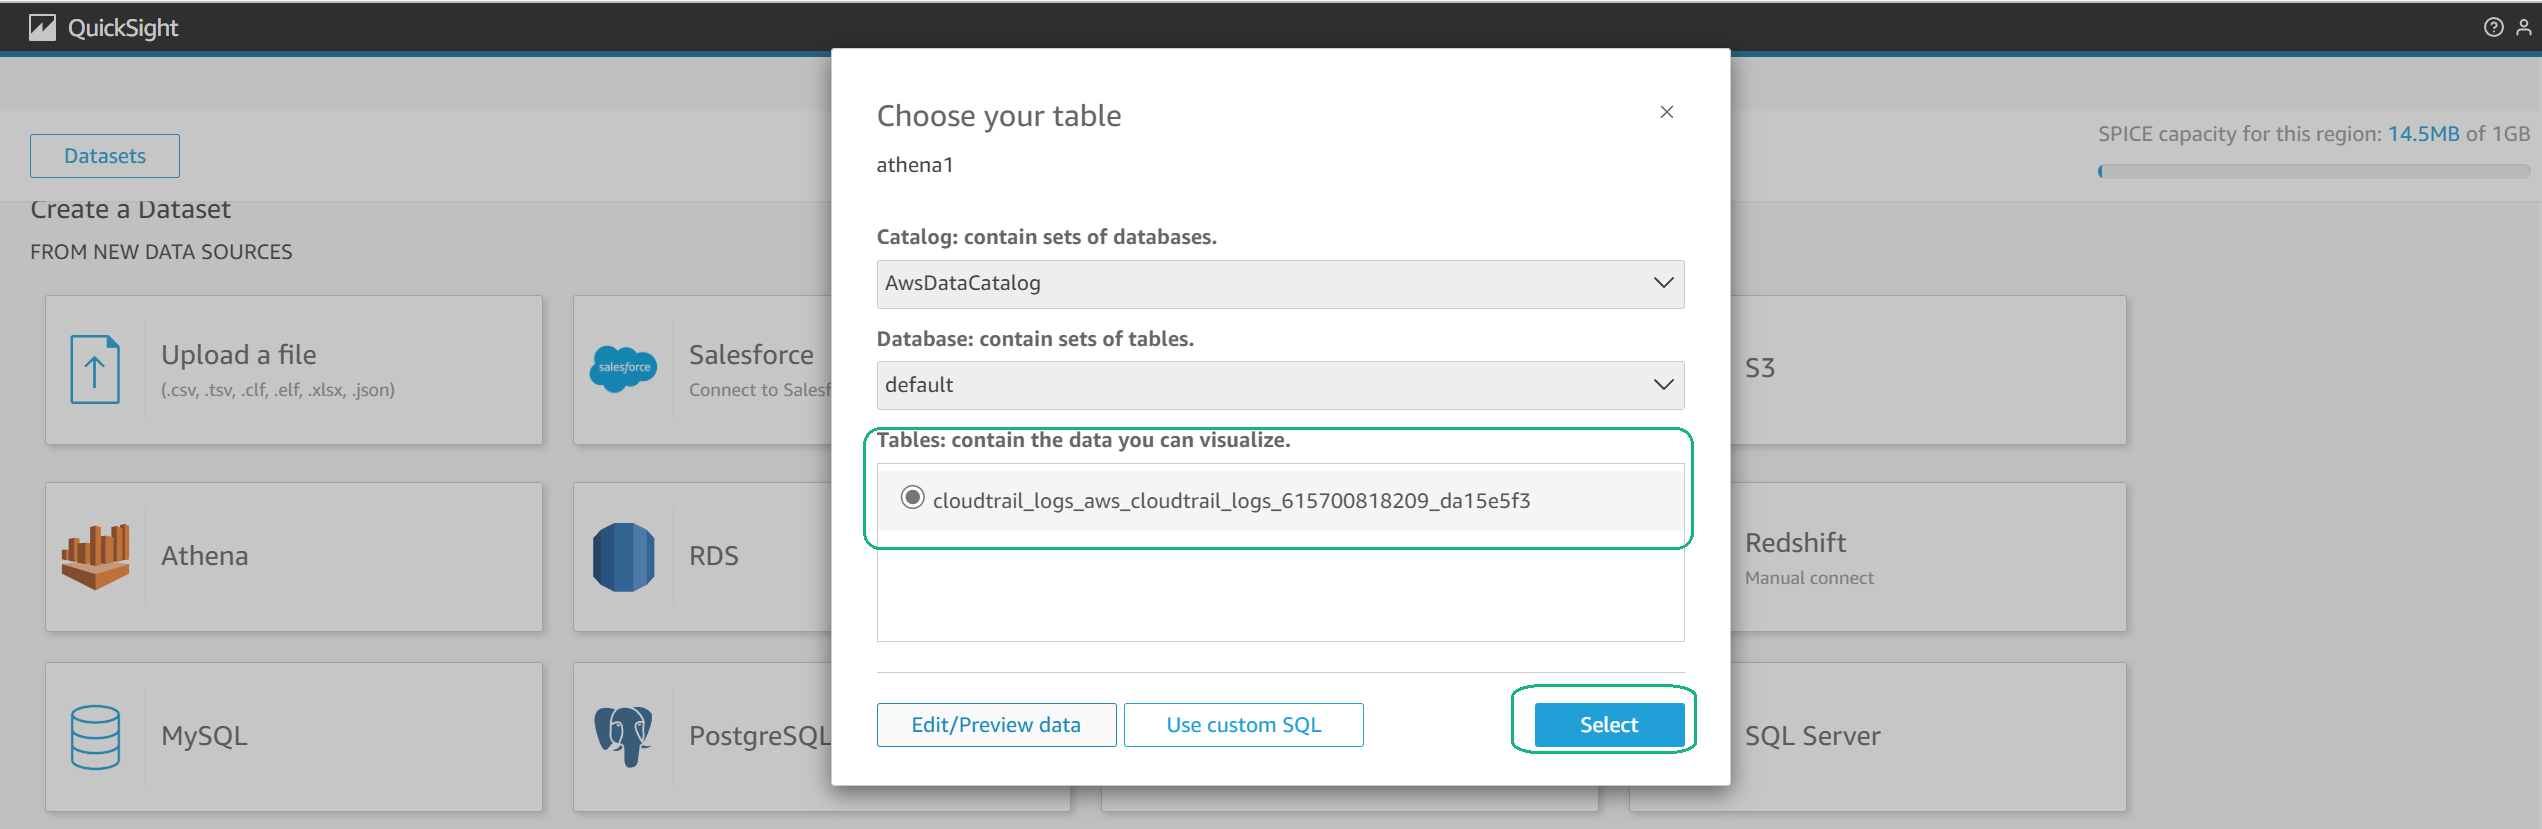 QuickSight
Datasets
SPICE capacity for this region: 14.5MB of 1GB
Create a Dataset
FROM NEW DATA SOURCES
Upload a file
(.csv, .tsv, .clf, .elf, .xlsx, .json)
salesforce
Salesforce
Connect to Salesf
S3
Athena
RDS
Redshift
Manual connect
MySQL
PostgreSQL
SQL Server
Choose your table
athena1
Catalog: contain sets of databases.
AwsDataCatalog
Database: contain sets of tables.
default
Tables: contain the data you can visualize.
cloudtrail_logs_aws_cloudtrail_logs_615700818209_da15e5f3
Edit/Preview data
Use custom SQL
Select